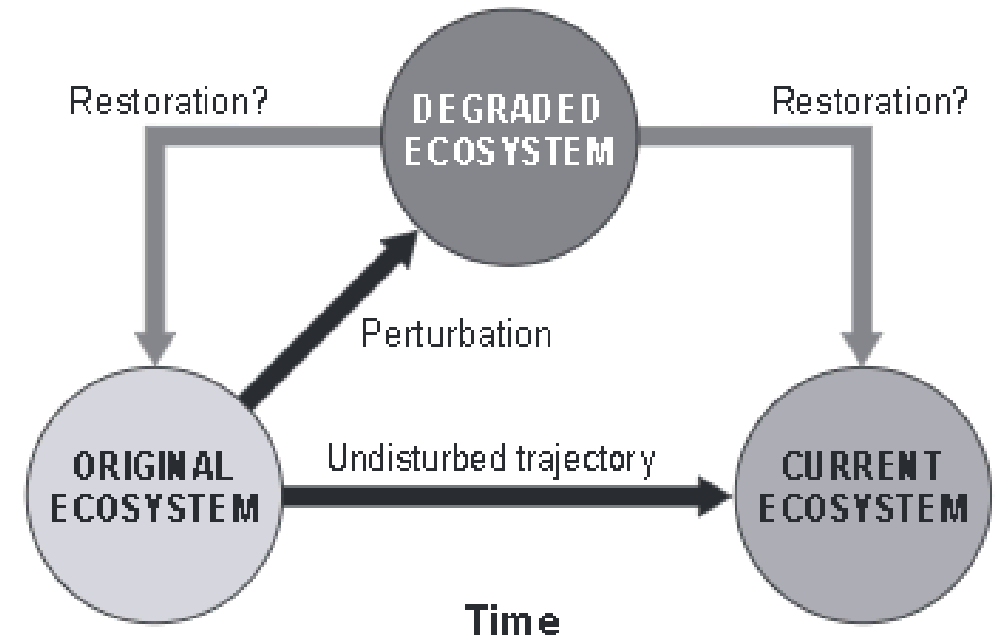 Restoration?
Restoration?
DEGRADED
ECOSYSTEM
Perturbation
Undisturbed trajectory
ORIGINAL
ECOSYSTEM
CURRENT
ECOSYSTEM
Time